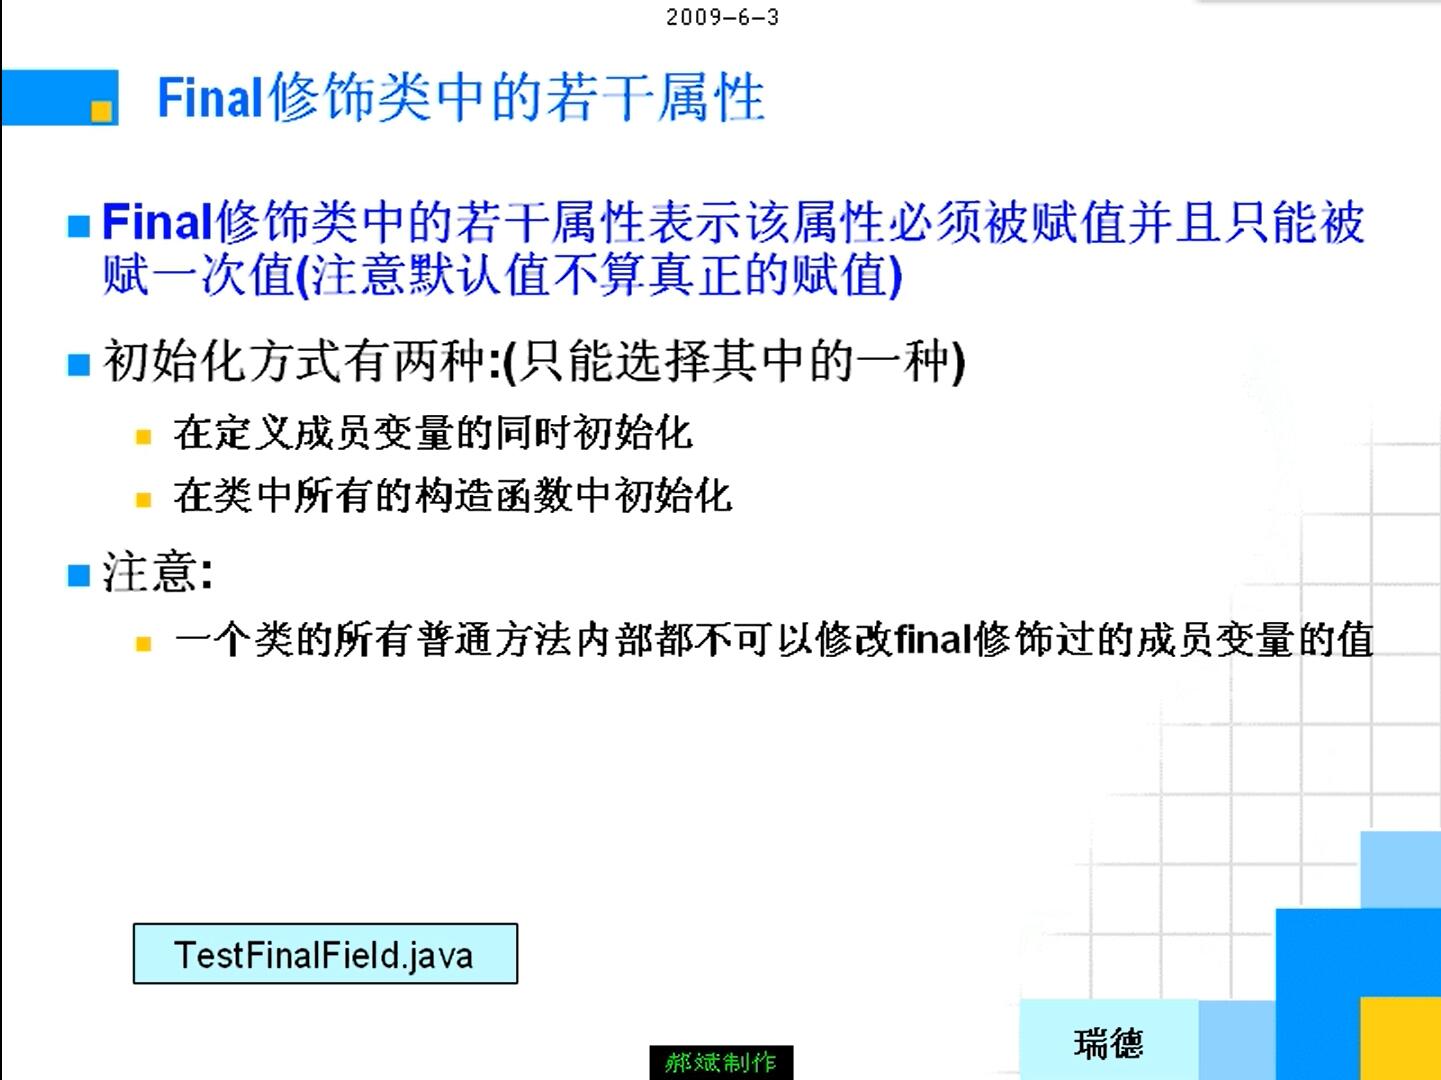 2009-6-3
Final修饰类中的若干属性
Final修饰类中的若干属性表示该属性必须被赋值并且只能被
赋一次值(注意默认值不算真正的赋值)
初始化方式有两种:(只能选择其中的一种)
在定义成员变量的同时初始化
在类中所有的构造函数中初始化
注意:
一个类的所有普通方法内部都不可以修改final修饰过的成员变量的值
TestFinalField.java
瑞德
郝斌制作